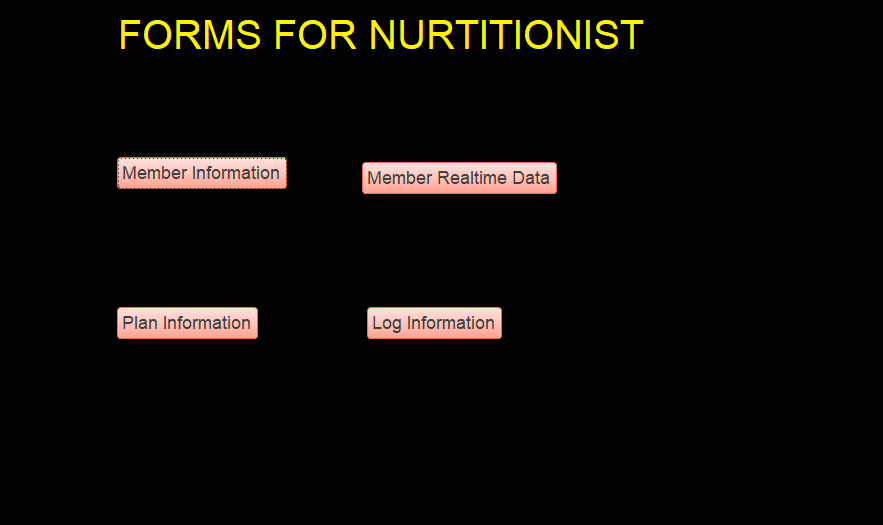 FORMS FOR NURTITIONIST
Member Information
Member Realtime Data
Plan Information
Log Information